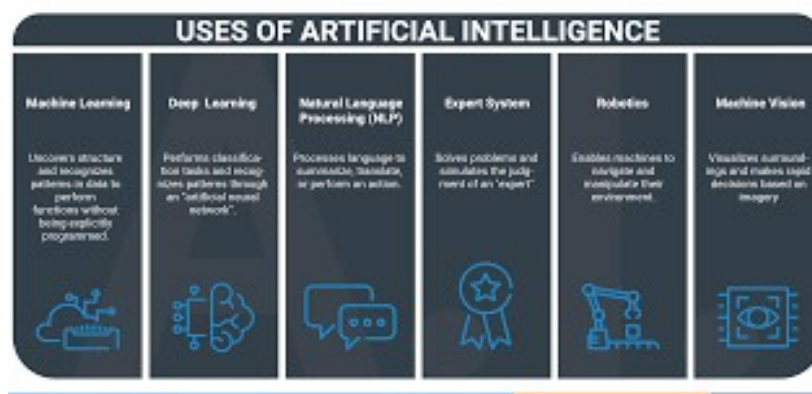 USES OF ARTIFICIAL INTELLIGENCE
Machine Learning
Uncovers structure
and recognizes
patterns in data to
perform
functions without
being explicitly
programmed.
Deep Learning
Performs classifica-
tion tasks and recog-
nizes patterns through
an "artificial neural
network".
Natural Language
Processing (NLP)
Processes language to
summarize, translate,
or perform an action.
Expert System
Solves problems and
simulates the judg-
ment of an "expert"
Robotics
Enables machines to
navigate and
manipulate their
environment.
Machine Vision
Visualizes surround-
ings and makes rapid
decisions based on
imagery